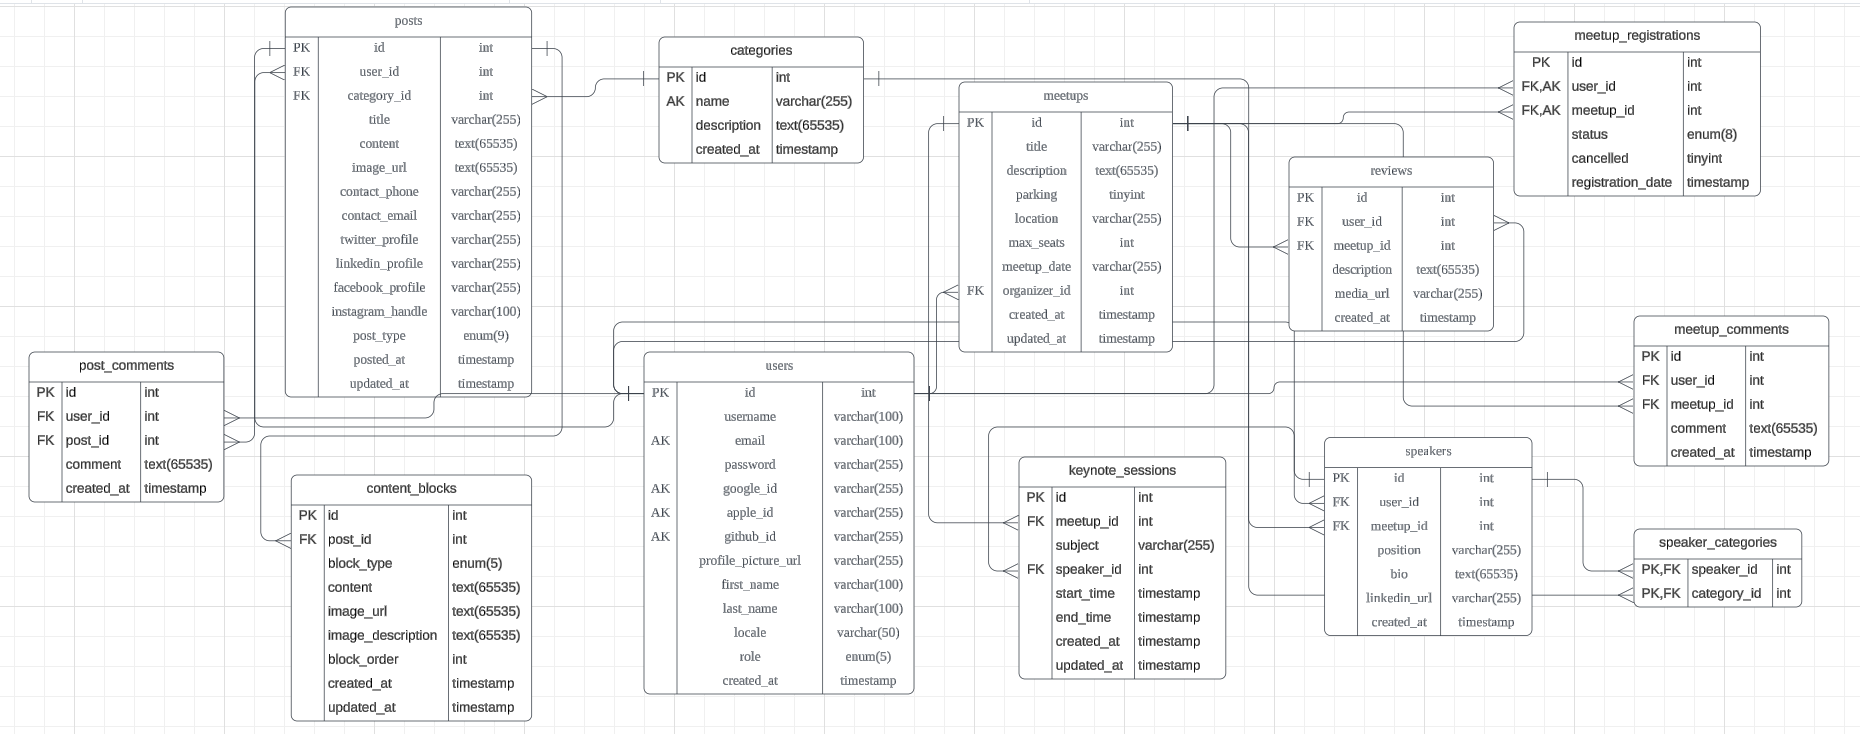 posts
PK id int
FK user_id int
FK category_id int
title varchar(255)
content text(65535)
image_url text(65535)
contact_phone varchar(255)
contact_email varchar(255)
twitter_profile varchar(255)
linkedin_profile varchar(255)
facebook_profile varchar(255)
instagram_handle varchar(100)
post_type enum(9)
posted_at timestamp
updated_at timestamp
categories
PK id int
AK name varchar(255)
description text(65535)
created_at timestamp
meetups
PK id int
title varchar(255)
description text(65535)
parking tinyint
location varchar(255)
max_seats int
meetup_date varchar(255)
FK organizer_id int
created_at timestamp
updated_at timestamp
meetup_registrations
PK id int
FK,AK user_id int
FK,AK meetup_id int
status enum(8)
cancelled tinyint
registration_date timestamp
reviews
PK id int
FK user_id int
FK meetup_id int
description text(65535)
media_url varchar(255)
created_at timestamp
meetup_comments
PK id int
FK user_id int
FK meetup_id int
comment text(65535)
created_at timestamp
post_comments
PK id int
FK user_id int
FK post_id int
comment text(65535)
created_at timestamp
users
PK id int
username varchar(100)
AK email varchar(100)
password varchar(255)
AK google_id varchar(255)
AK apple_id varchar(255)
AK github_id varchar(255)
profile_picture_url varchar(255)
first_name varchar(100)
last_name varchar(100)
locale varchar(50)
role enum(5)
created_at timestamp
content_blocks
PK id int
FK post_id int
block_type enum(5)
content text(65535)
image_url text(65535)
image_description text(65535)
block_order int
created_at timestamp
updated_at timestamp
keynote_sessions
PK id int
FK meetup_id int
subject varchar(255)
FK speaker_id int
start_time timestamp
end_time timestamp
created_at timestamp
updated_at timestamp
speakers
PK id int
FK user_id int
FK meetup_id int
position varchar(255)
bio text(65535)
linkedin_url varchar(255)
created_at timestamp
speaker_categories
PK,FK speaker_id int
PK,FK category_id int